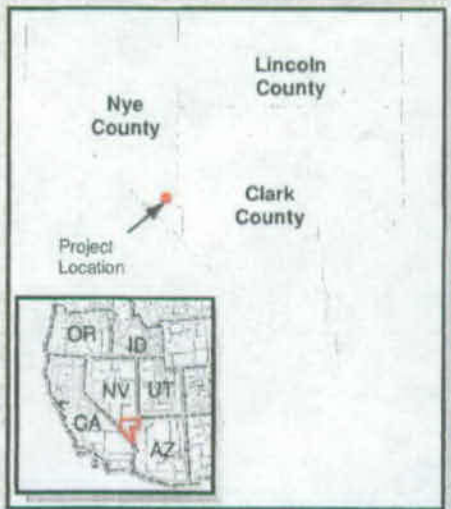 Lincoln
County
Nye
County
Clark
County
Project
Location
OR
ID
NV
UT
CA
AZ